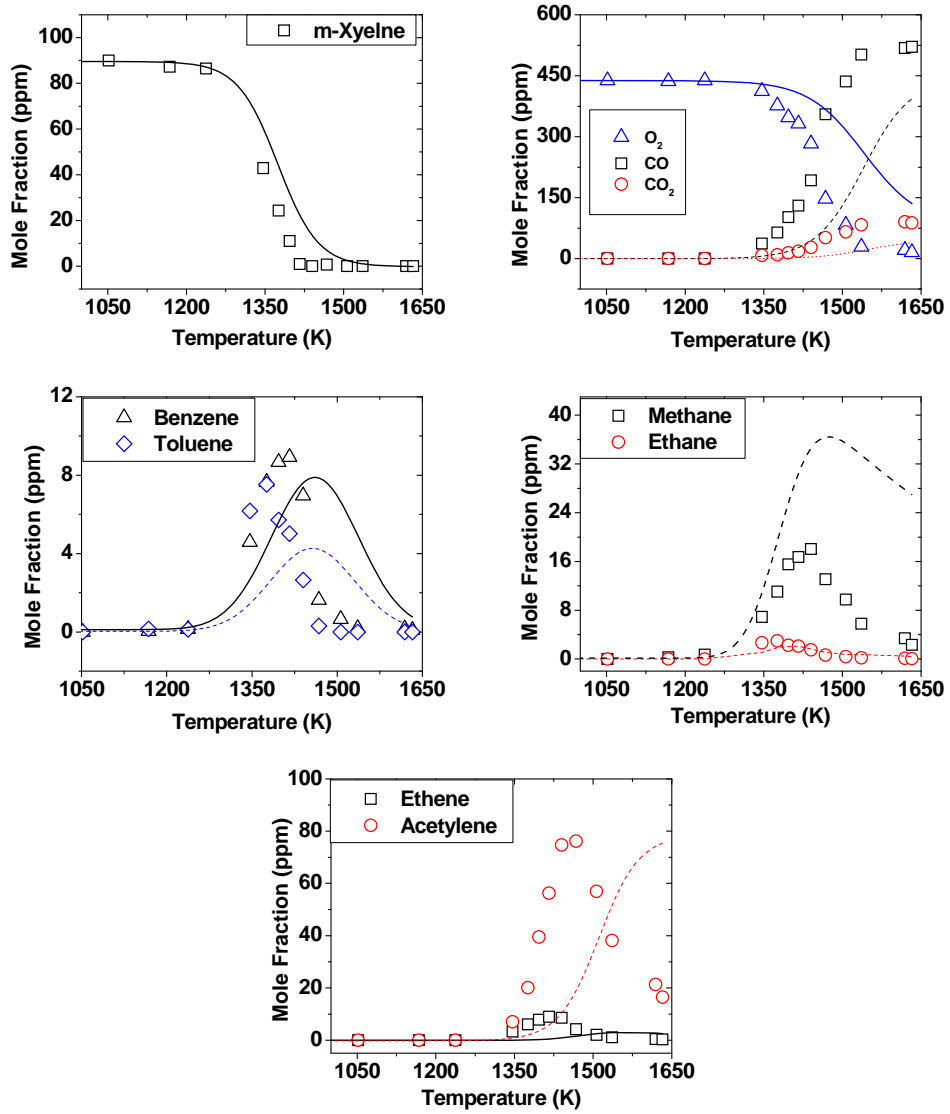 m-Xyelne
Mole Fraction (ppm)
100
80
60
40
20
0
1050 1200 1350 1500 1650
Temperature (K)
O2
CO
CO2
Mole Fraction (ppm)
600
450
300
150
0
1050 1200 1350 1500 1650
Temperature (K)
Benzene
Toluene
Mole Fraction (ppm)
12
8
4
0
1050 1200 1350 1500 1650
Temperature (K)
Methane
Ethane
Mole Fraction (ppm)
40
32
24
16
8
0
1050 1200 1350 1500 1650
Temperature (K)
Ethene
Acetylene
Mole Fraction (ppm)
100
80
60
40
20
0
1050 1200 1350 1500 1650
Temperature (K)